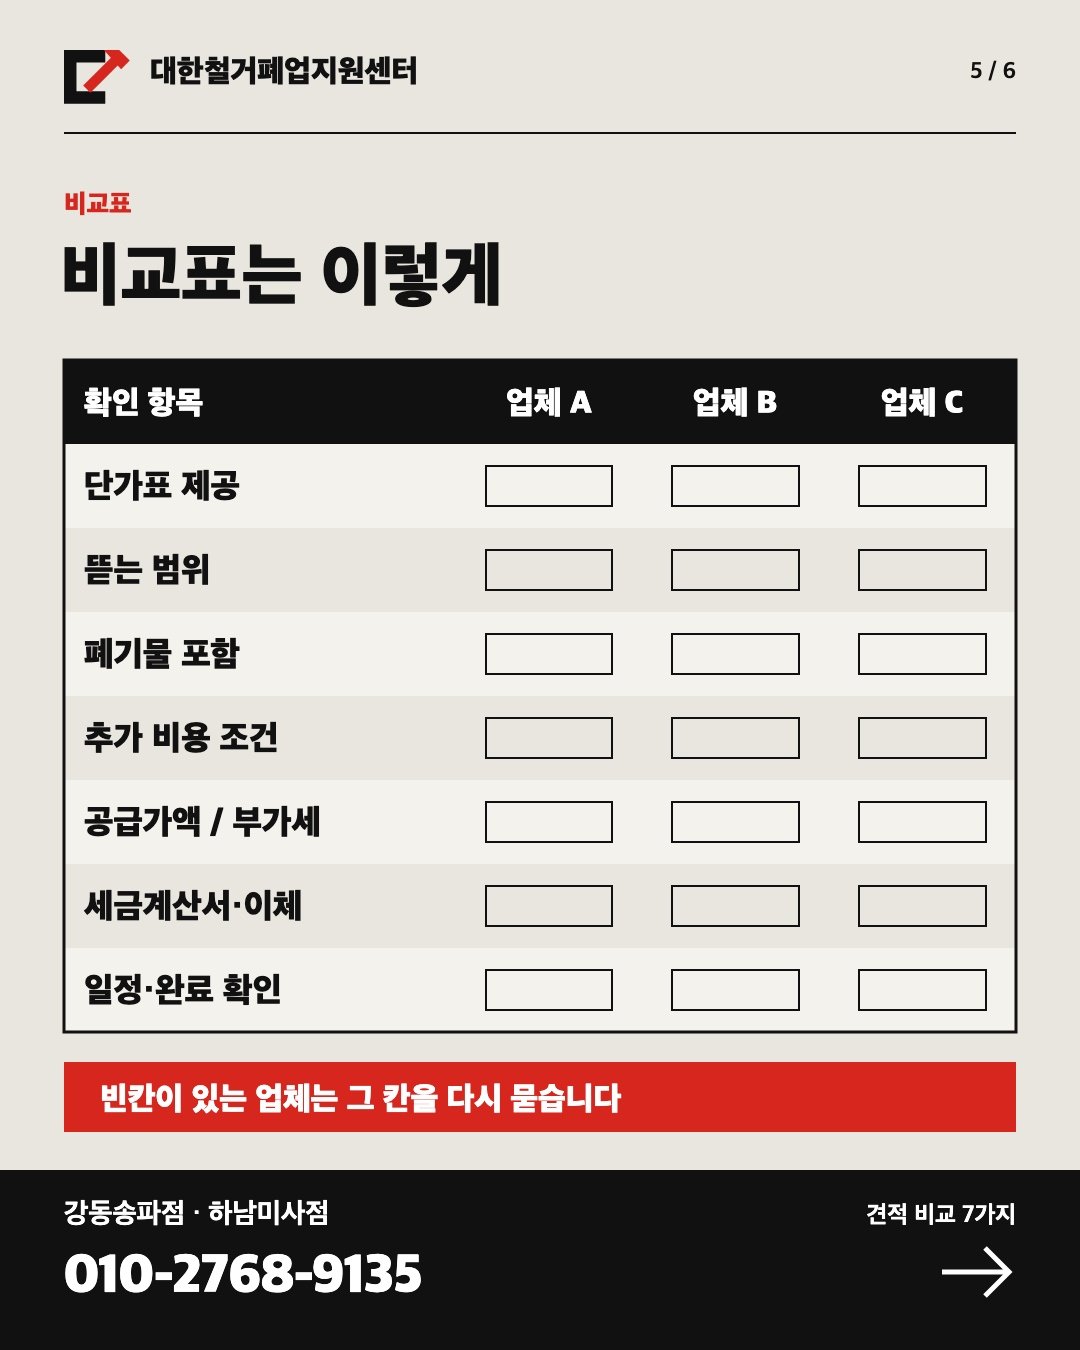 대한철거폐업지원센터
5 / 6
비교표
비교표는 이렇게
확인 항목 업체 A 업체 B 업체 C
단가표 제공
뜯는 범위
폐기물 포함
추가 비용 조건
공급가액 / 부가세
세금계산서·이체
일정·완료 확인
빈칸이 있는 업체는 그 칸을 다시 묻습니다
강동송파점 · 하남미사점
견적 비교 7가지
010-2768-9135